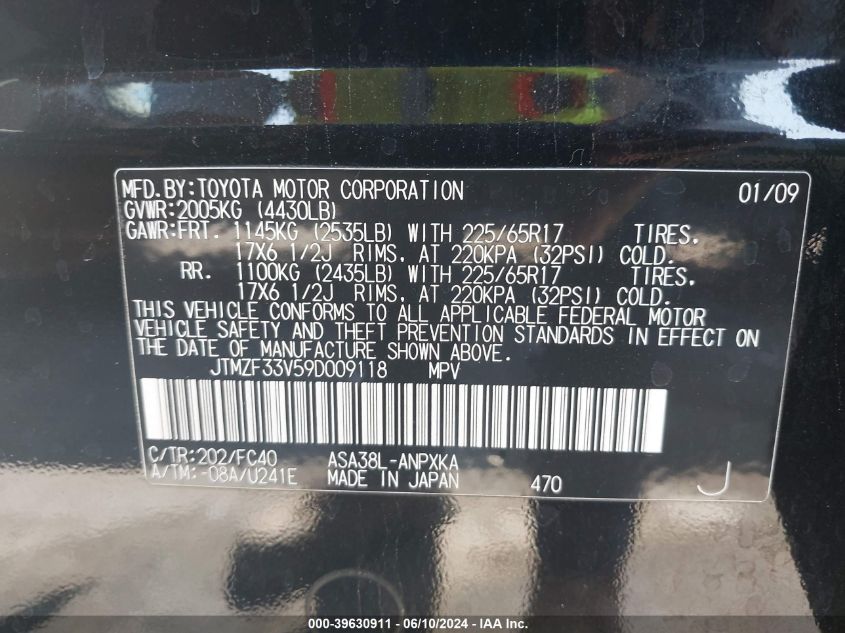 MFD.BY:TOYOTA MOTOR CORPORATION 01/09
GVWR:2005KG (4430LB)
GAWR:FRT. 1145KG (2535LB) WITH 225/65R17 TIRES,
17X6 1/2J RIMS, AT 220KPA (32PSI) COLD.
RR. 1100KG (2435LB) WITH 225/65R17 TIRES,
17X6 1/2J RIMS, AT 220KPA (32PSI) COLD.
THIS VEHICLE CONFORMS TO ALL APPLICABLE FEDERAL MOTOR
VEHICLE SAFETY AND THEFT PREVENTION STANDARDS IN EFFECT ON
THE DATE OF MANUFACTURE SHOWN ABOVE.
JTMZF33V59D009118 MPV
C/TR:202/FC40 ASA38L-ANPXKA
A/TM:-08A/U241E MADE IN JAPAN 470 J
000-39630911 - 06/10/2024 - IAA Inc.